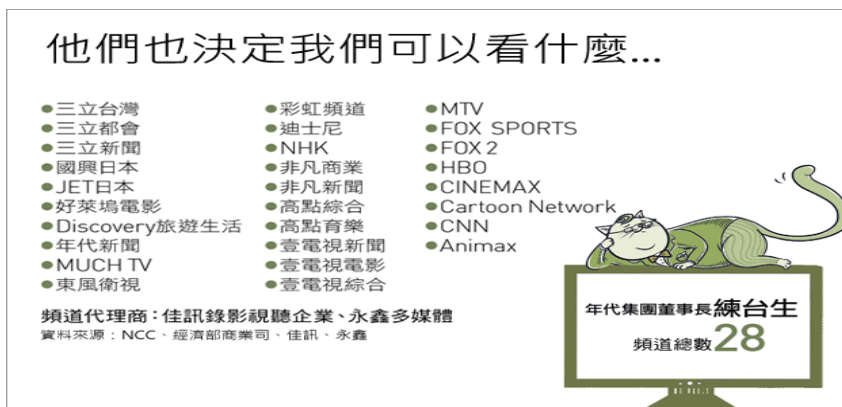 他們也決定我們可以看什麼...
●三立台灣
●三立都會
●三立新聞
●國興日本
●JET日本
●好萊塢電影
●Discovery旅遊生活
●年代新聞
●MUCH TV
●東風衛視
●彩虹頻道
●迪士尼
●NHK
●非凡商業
●非凡新聞
●高點綜合
●高點育樂
●壹電視新聞
●壹電視電影
●壹電視綜合
●MTV
●FOX SPORTS
●FOX 2
●HBO
●CINEMAX
●Cartoon Network
●CNN
●Animax
頻道代理商：佳訊錄影視聽企業、永鑫多媒體
資料來源：NCC、經濟部商業司、佳訊、永鑫
年代集團董事長練台生
頻道總數28